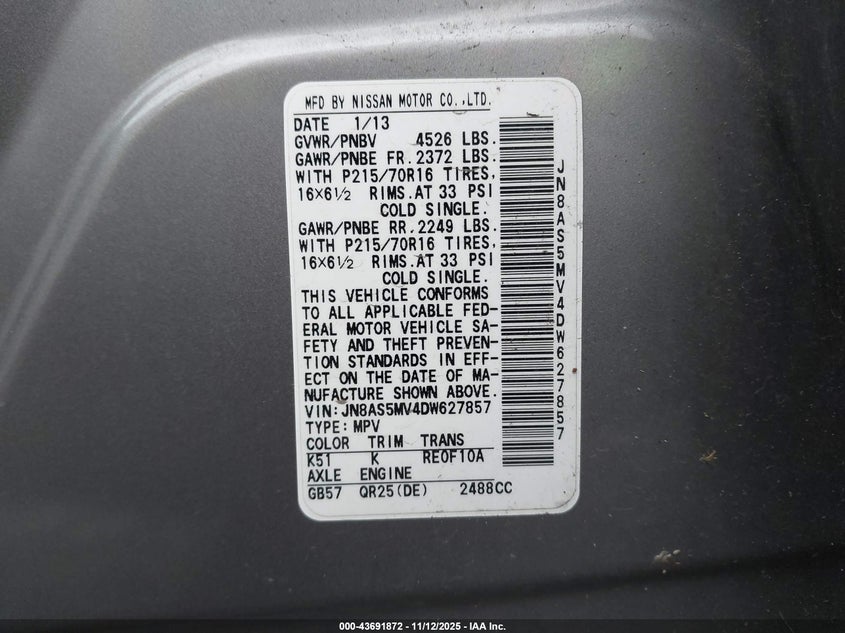 MFD BY NISSAN MOTOR CO.,LTD.
DATE 1/13
GVWR/PNBV 4526 LBS.
GAWR/PNBE FR.2372 LBS.
WITH P215/70R16 TIRES,
16×6½ RIMS.AT 33 PSI
COLD SINGLE.
GAWR/PNBE RR.2249 LBS.
WITH P215/70R16 TIRES,
16×6½ RIMS.AT 33 PSI
COLD SINGLE.
THIS VEHICLE CONFORMS
TO ALL APPLICABLE FED-
ERAL MOTOR VEHICLE SA-
FETY AND THEFT PREVEN-
TION STANDARDS IN EFF-
ECT ON THE DATE OF MA-
NUFACTURE SHOWN ABOVE.
VIN:JN8AS5MV4DW627857
TYPE:MPV
COLOR TRIM TRANS
K51 K RE0F10A
AXLE ENGINE
GB57 QR25(DE) 2488CC
JN8AS5MV4DW627857
000-43691872 - 11/12/2025 - IAA Inc.